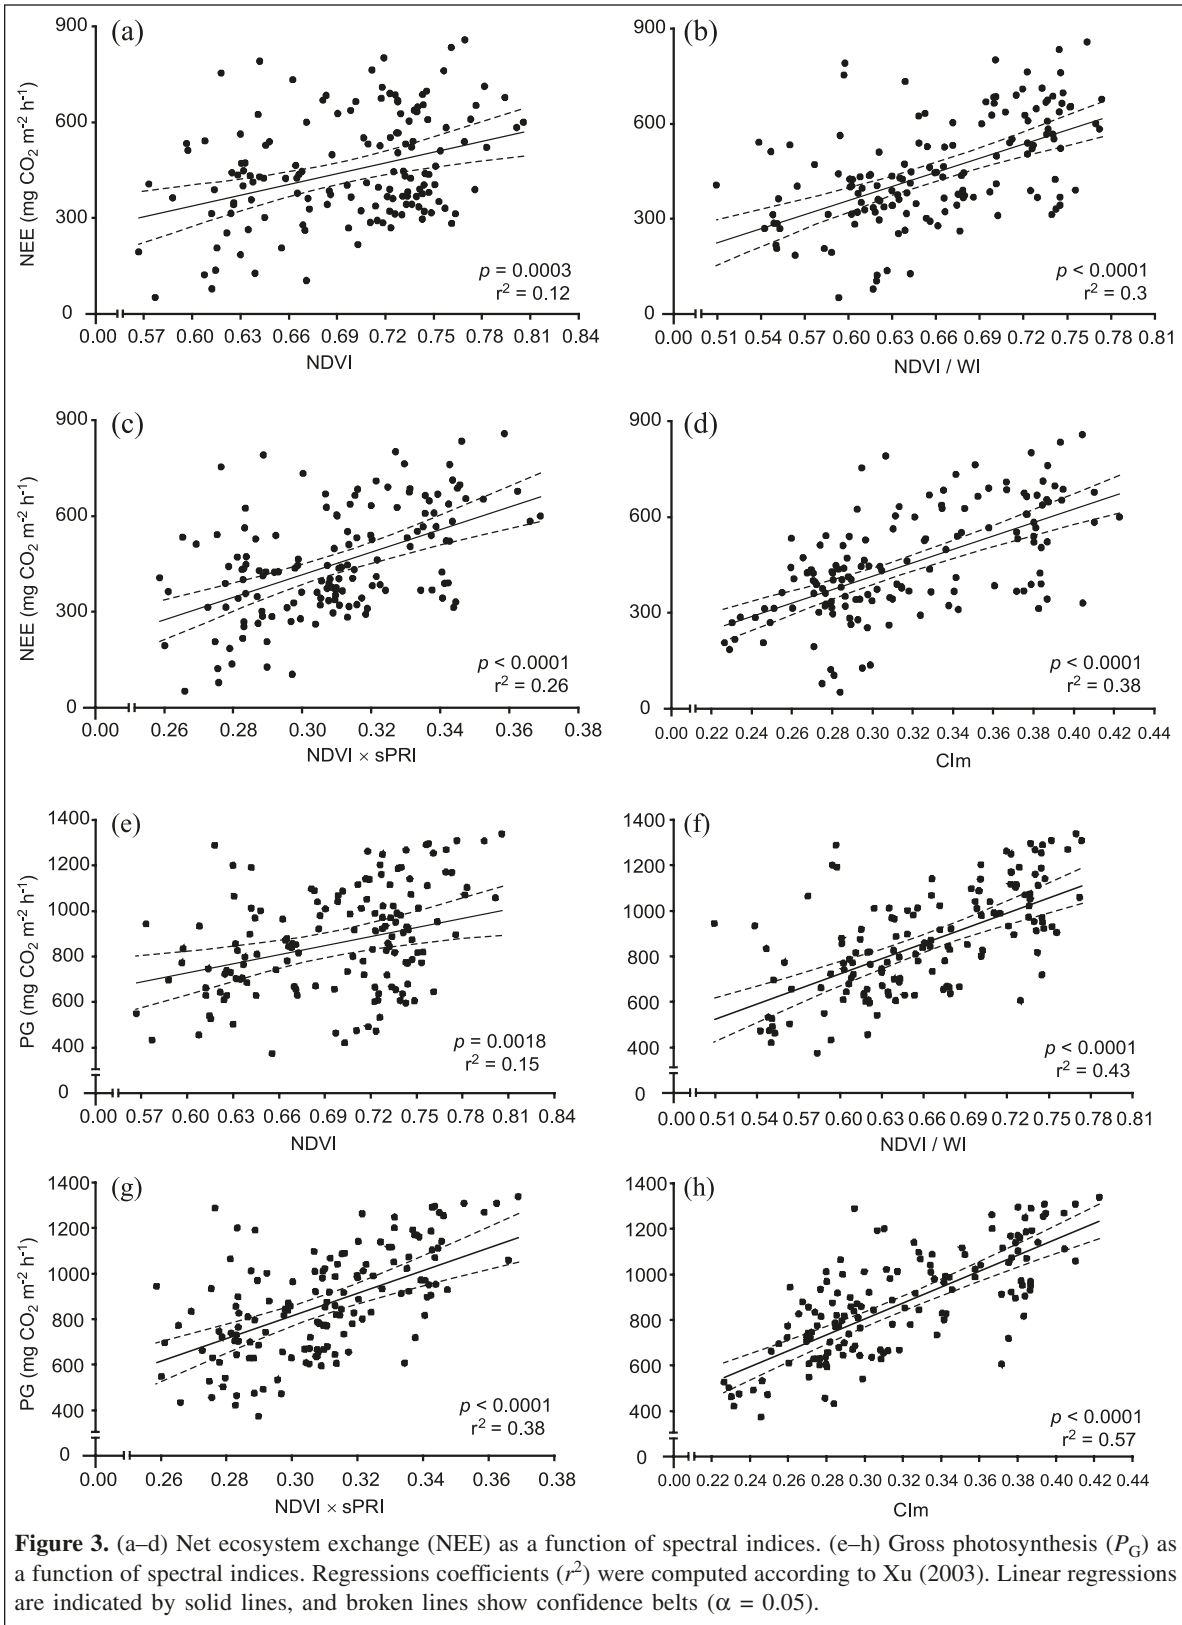 (a)
900
600
300
0
NEE (mg CO2 m-2 h-1)
p = 0.0003
r2 = 0.12
0.00 0.57 0.60 0.63 0.66 0.69 0.72 0.75 0.78 0.81 0.84
NDVI
(b)
900
600
300
0
p < 0.0001
r2 = 0.3
0.00 0.51 0.54 0.57 0.60 0.63 0.66 0.69 0.72 0.75 0.78 0.81
NDVI / WI
(c)
900
600
300
0
NEE (mg CO2 m-2 h-1)
p < 0.0001
r2 = 0.26
0.00 0.26 0.28 0.30 0.32 0.34 0.36 0.38
NDVI × sPRI
(d)
900
600
300
0
p < 0.0001
r2 = 0.38
0.00 0.22 0.24 0.26 0.28 0.30 0.32 0.34 0.36 0.38 0.40 0.42 0.44
CIm
(e)
1400
1200
1000
800
600
400
0
PG (mg CO2 m-2 h-1)
p = 0.0018
r2 = 0.15
0.00 0.57 0.60 0.63 0.66 0.69 0.72 0.75 0.78 0.81 0.84
NDVI
(f)
1400
1200
1000
800
600
400
0
p < 0.0001
r2 = 0.43
0.00 0.51 0.54 0.57 0.60 0.63 0.66 0.69 0.72 0.75 0.78 0.81
NDVI / WI
(g)
1400
1200
1000
800
600
400
0
PG (mg CO2 m-2 h-1)
p < 0.0001
r2 = 0.38
0.00 0.26 0.28 0.30 0.32 0.34 0.36 0.38
NDVI × sPRI
(h)
1400
1200
1000
800
600
400
0
p < 0.0001
r2 = 0.57
0.00 0.22 0.24 0.26 0.28 0.30 0.32 0.34 0.36 0.38 0.40 0.42 0.44
CIm
Figure 3. (a–d) Net ecosystem exchange (NEE) as a function of spectral indices. (e–h) Gross photosynthesis (PG) as
a function of spectral indices. Regressions coefficients (r2) were computed according to Xu (2003). Linear regressions
are indicated by solid lines, and broken lines show confidence belts (α = 0.05).